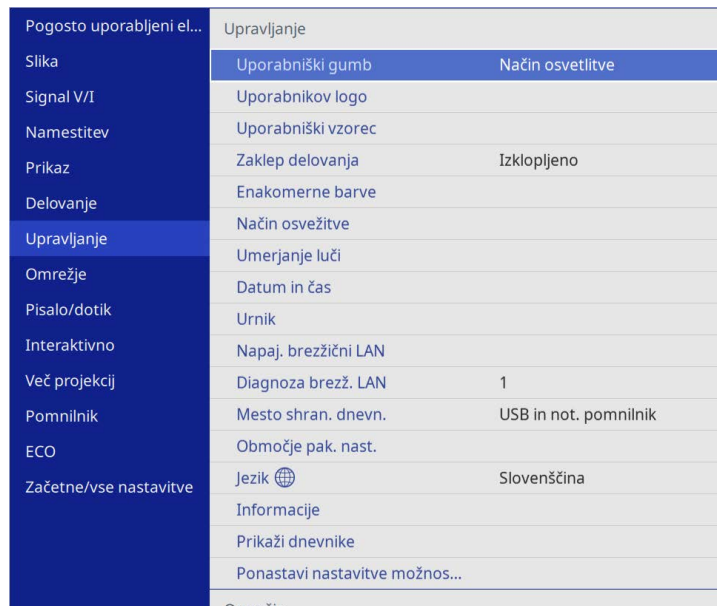 Pogosto uporabljeni el...
Slika
Signal V/I
Namestitev
Prikaz
Delovanje
Upravljanje
Omrežje
Pisalo/dotik
Interaktivno
Več projekcij
Pomnilnik
ECO
Začetne/vse nastavitve
Upravljanje
Uporabniški gumb Način osvetlitve
Uporabnikov logo
Uporabniški vzorec
Zaklep delovanja Izklopljeno
Enakomerne barve
Način osvežitve
Umerjanje luči
Datum in čas
Urnik
Napaj. brezžični LAN
Diagnoza brezž. LAN 1
Mesto shran. dnevn. USB in not. pomnilnik
Območje pak. nast.
Jezik Slovenščina
Informacije
Prikaži dnevnike
Ponastavi nastavitve možnos...